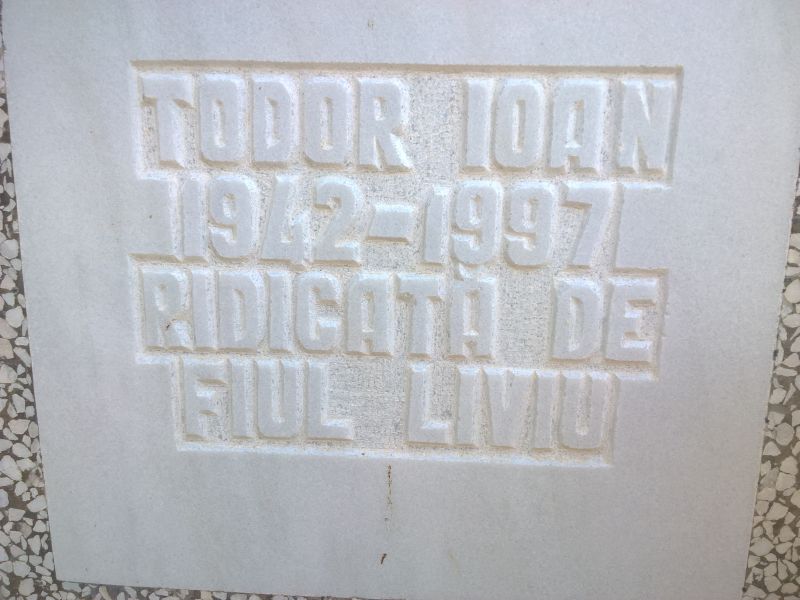 TODOR IOAN
1942-1997
RIDICATĂ DE
FIUL LIVIU